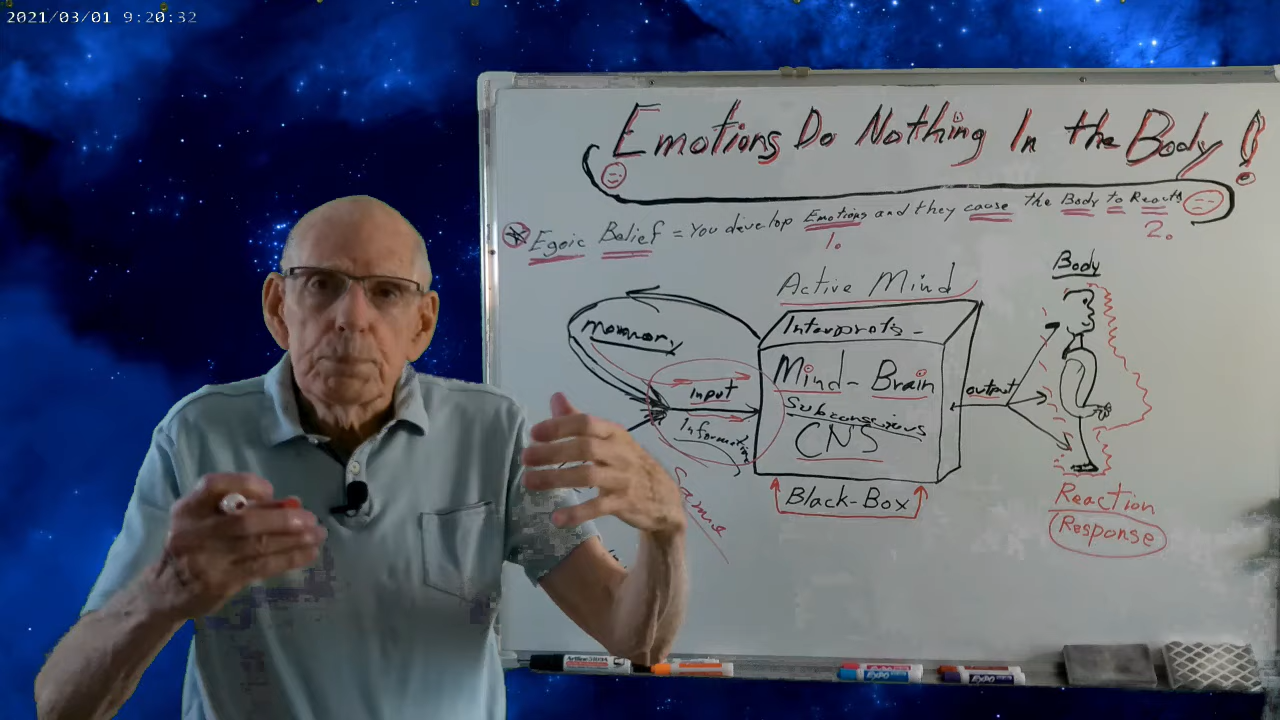 2021/03/01 9:20:32
Emotions Do Nothing In the Body!
* Egoic Belief = You develop Emotions and they cause the Body to React
1. 2.
Active Mind
Body
Interprets -
Memory
Mind - Brain
Input
output
Subconscious
Information
CNS
Same
Black-Box
Reaction
Response
EXPO